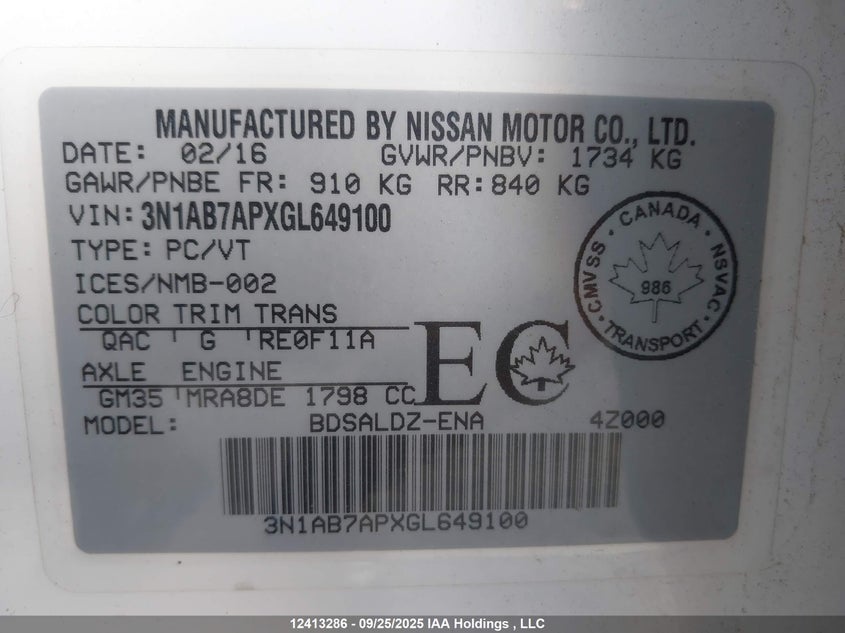 MANUFACTURED BY NISSAN MOTOR CO., LTD.
DATE: 02/16 GVWR/PNBV: 1734 KG
GAWR/PNBE FR: 910 KG RR:840 KG
VIN: 3N1AB7APXGL649100
TYPE: PC/VT
ICES/NMB-002
CANADA
CMVSS
NSVAC
986
TRANSPORT
COLOR TRIM TRANS
QAC G RE0F11A
EC
AXLE ENGINE
GM35 MRA8DE 1798 CC
MODEL: BDSALDZ-ENA 4Z000
3N1AB7APXGL649100
12413286 - 09/25/2025 IAA Holdings , LLC